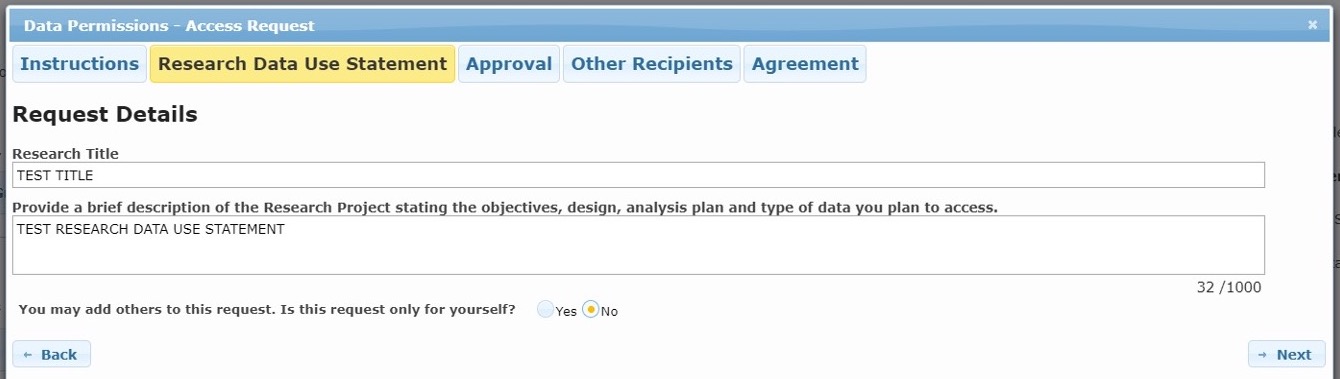 Data Permissions - Access Request
Instructions Research Data Use Statement Approval Other Recipients Agreement
Request Details
Research Title
TEST TITLE
Provide a brief description of the Research Project stating the objectives, design, analysis plan and type of data you plan to access.
TEST RESEARCH DATA USE STATEMENT
32 /1000
You may add others to this request. Is this request only for yourself? Yes No
Back Next